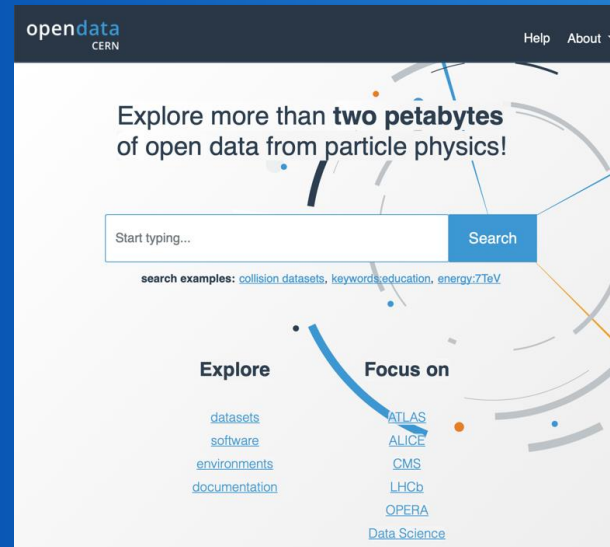 opendata
CERN
Help About
Explore more than two petabytes
of open data from particle physics!
Start typing...
Search
search examples: collision datasets, keywords:education, energy:7TeV
Explore
Focus on
datasets
software
environments
documentation
ATLAS
ALICE
CMS
LHCb
OPERA
Data Science